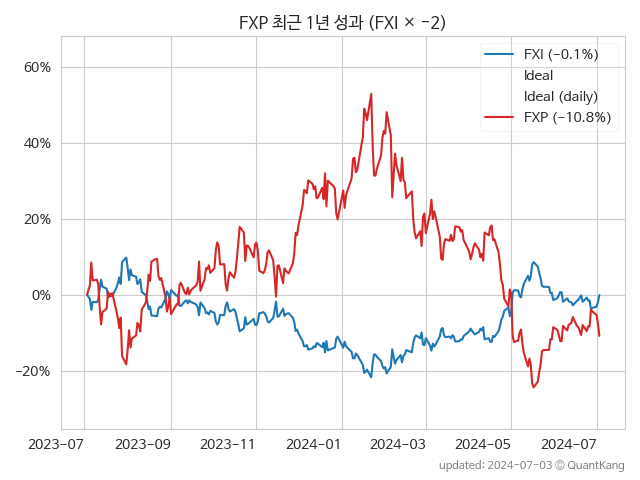 FXP 최근 1년 성과 (FXI × −2)
FXI (−0.1%)
Ideal
Ideal (daily)
FXP (−10.8%)
60%
40%
20%
0%
−20%
2023-07 2023-09 2023-11 2024-01 2024-03 2024-05 2024-07
updated: 2024-07-03 © QuantKang